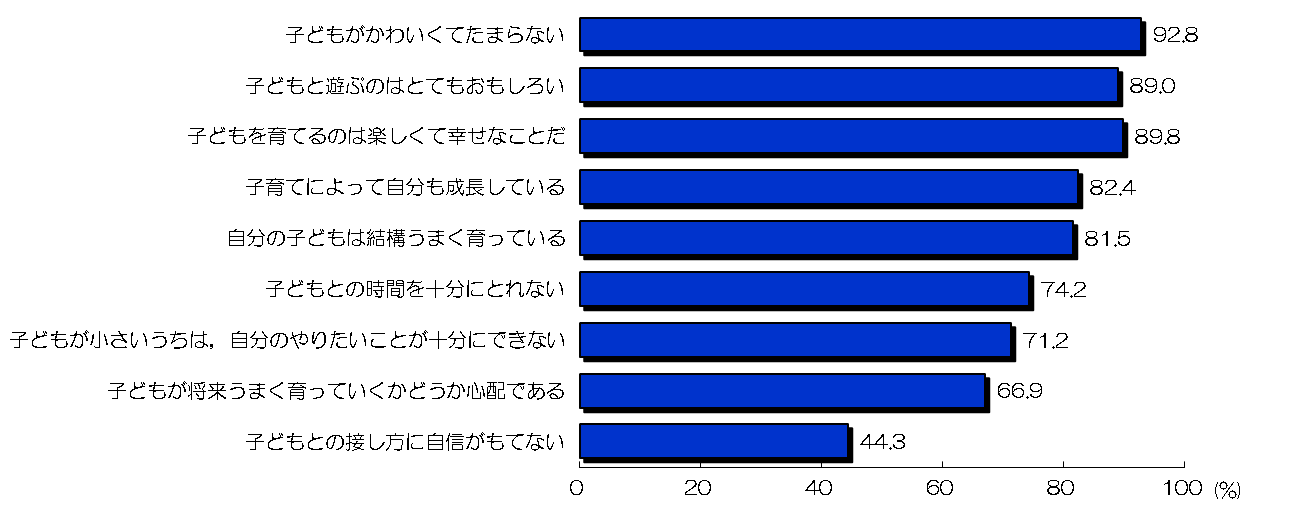 子どもがかわいくてたまらない 92.8
子どもと遊ぶのはとてもおもしろい 89.0
子どもを育てるのは楽しくて幸せなことだ 89.8
子育てによって自分も成長している 82.4
自分の子どもは結構うまく育っている 81.5
子どもとの時間を十分にとれない 74.2
子どもが小さいうちは，自分のやりたいことが十分にできない 71.2
子どもが将来うまく育っていくかどうか心配である 66.9
子どもとの接し方に自信がもてない 44.3
0 20 40 60 80 100 (%)